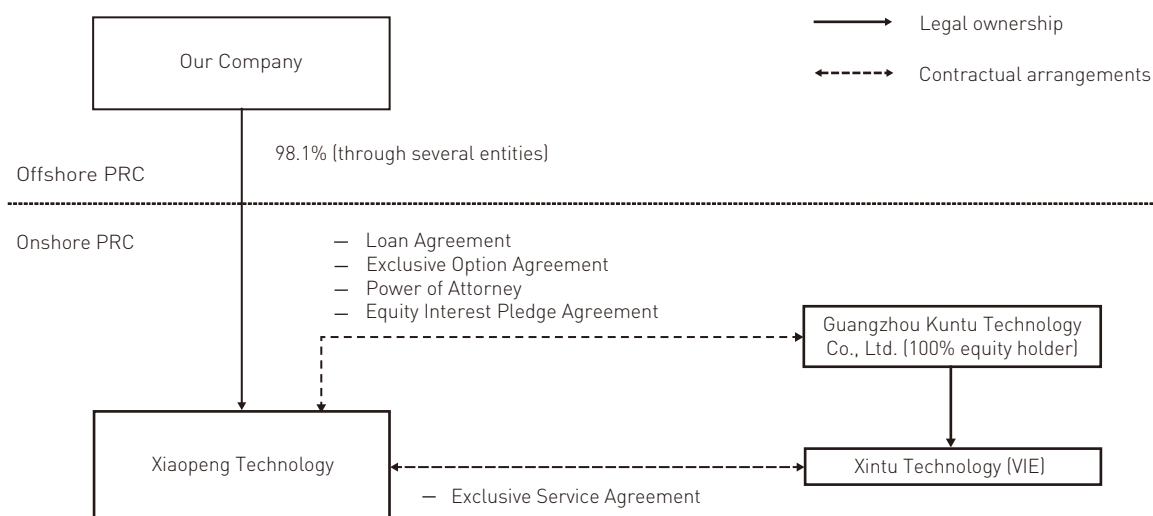 Our Company
Legal ownership
Contractual arrangements
98.1% (through several entities)
Offshore PRC
Onshore PRC
— Loan Agreement
— Exclusive Option Agreement
— Power of Attorney
— Equity Interest Pledge Agreement
Guangzhou Kuntu Technology
Co., Ltd. (100% equity holder)
Xiaopeng Technology
Xintu Technology (VIE)
— Exclusive Service Agreement